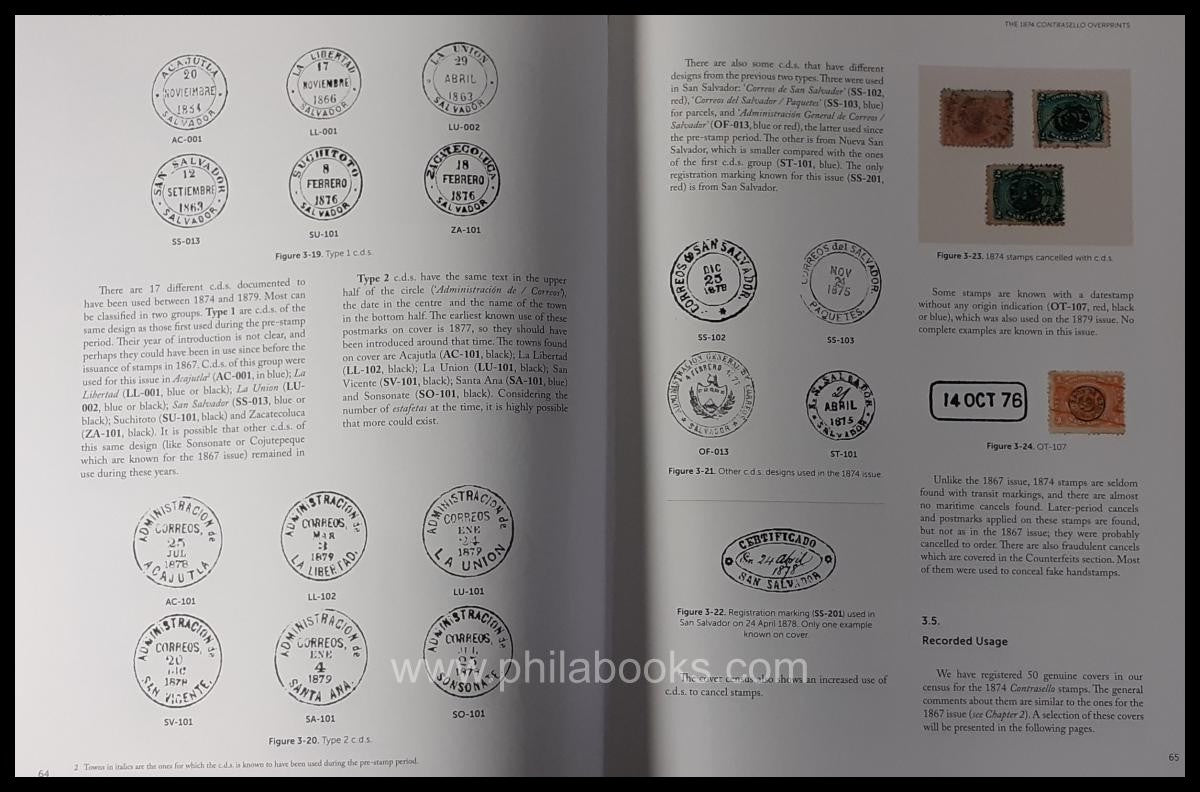 ACAJUTLA
20
NOVIEIMBRE
1854
SALVADOR
AC-001
LA LIBERTAD
17
NOVIEMBRE
1866
SALVADOR
LL-001
LA UNION
29
ABRIL
1863
SALVADOR
LU-002
SAN SALVADOR
12
SETIEMBRE
1863
SALVADOR
SS-013
SUCHITOTO
8
FEBRERO
1876
SALVADOR
SU-101
ZACATECOLUCA
18
FEBRERO
1876
SALVADOR
ZA-101
Figure 3-19. Type 1 c.d.s.
There are 17 different c.d.s. documented to
have been used between 1874 and 1879. Most can
be classified in two groups. Type 1 are c.d.s. of the
same design as those first used during the pre-stamp
period. Their year of introduction is not clear, and
perhaps they could have been in use since before the
issuance of stamps in 1867. C.d.s. of this group were
used for this issue in Acajutla² (AC-001, in blue); La
Libertad (LL-001, blue or black); La Union (LU-
002, blue or black); San Salvador (SS-013, blue or
black); Suchitoto (SU-101, black) and Zacatecoluca
(ZA-101, black). It is possible that other c.d.s. of
this same design (like Sonsonate or Cojutepeque
which are known for the 1867 issue) remained in
use during these years.
Type 2 c.d.s. have the same text in the upper
half of the circle ('Administración de / Correos'),
the date in the centre and the name of the town
in the bottom half. The earliest known use of these
postmarks on cover is 1877, so they should have
been introduced around that time. The towns found
on cover are Acajutla (AC-101, black); La Libertad
(LL-102, black); La Union (LU-101, black); San
Vicente (SV-101, black); Santa Ana (SA-101, blue)
and Sonsonate (SO-101, black). Considering the
number of estafetas at the time, it is highly possible
that more could exist.
ADMINISTRACION de
CORREOS,
25
JUL
1878
ACAJUTLA
AC-101
ADMINISTRACION de
CORREOS,
MAR
3
1879
LA LIBERTAD.
LL-102
ADMINISTRACION de
CORREOS
ENE
24
1879
LA UNION
LU-101
ADMINISTRACION de
CORREOS,
20
DIC
1878
SAN VICENTE.
SV-101
ADMINISTRACION de
CORREOS,
ENE
4
1879
SANTA ANA.
SA-101
ADMINISTRACION de
CORREOS,
JUL
25
SONSONATE
SO-101
Figure 3-20. Type 2 c.d.s.
2 Towns in italics are the ones for which the c.d.s. is known to have been used during the pre-stamp period.
64
THE 1874 CONTRASELLO OVERPRINTS
There are also some c.d.s. that have different
designs from the previous two types. Three were used
in San Salvador: 'Correos de San Salvador' (SS-102,
red), 'Correos del Salvador / Paquetes' (SS-103, blue)
for parcels, and 'Administración General de Correos /
Salvador' (OF-013, blue or red), the latter used since
the pre-stamp period. The other is from Nueva San
Salvador, which is smaller compared with the ones
of the first c.d.s. group (ST-101, blue). The only
registration marking known for this issue (SS-201,
red) is from San Salvador.
CORREOS de SAN SALVADOR.
DIC
25
1878
SS-102
CORREOS del SALVADOR.
NOV
1875
PAQUETES.
SS-103
ADMINISTRACION GENERAL DE CORREOS
FEBRERO
SALVADOR
OF-013
N. S. SALBADOR
21
ABRIL
1875
SALVADOR
ST-101
Figure 3-21. Other c.d.s. designs used in the 1874 issue.
CERTIFICADO
En 24 abril
1878
SAN SALVADOR
Figure 3-22. Registration marking (SS-201) used in
San Salvador on 24 April 1878. Only one example
known on cover.
The cover census also shows an increased use of
c.d.s. to cancel stamps.
Figure 3-23. 1874 stamps cancelled with c.d.s.
Some stamps are known with a datestamp
without any origin indication (OT-107, red, black
or blue), which was also used on the 1879 issue. No
complete examples are known in this issue.
14 OCT 76
Figure 3-24. OT-107
Unlike the 1867 issue, 1874 stamps are seldom
found with transit markings, and there are almost
no maritime cancels found. Later-period cancels
and postmarks applied on these stamps are found,
but not as in the 1867 issue; they were probably
cancelled to order. There are also fraudulent cancels
which are covered in the Counterfeits section. Most
of them were used to conceal fake handstamps.
3.5.
Recorded Usage
We have registered 50 genuine covers in our
census for the 1874 Contrasello stamps. The general
comments about them are similar to the ones for the
1867 issue (see Chapter 2). A selection of these covers
will be presented in the following pages.
65
www.philabooks.com